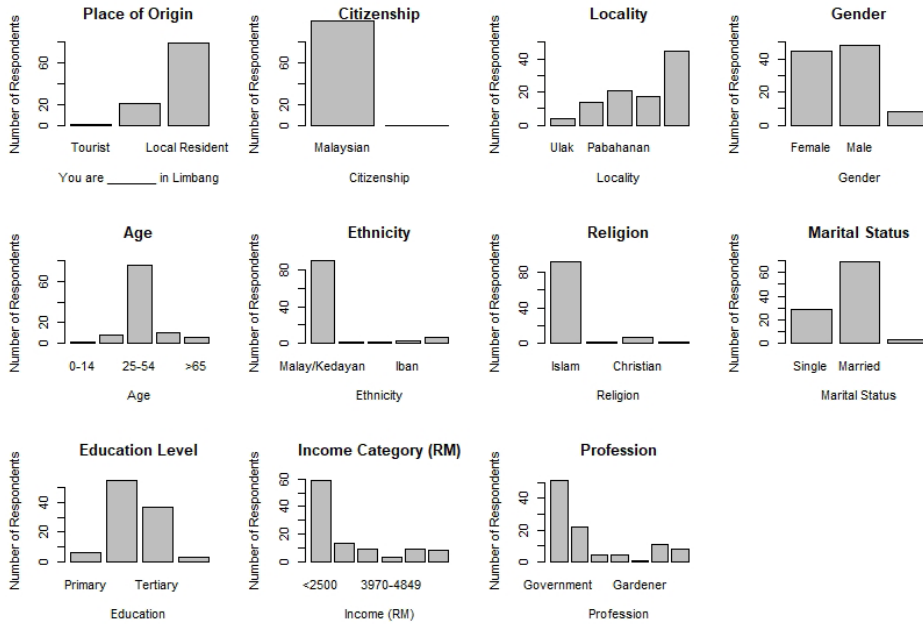 Place of Origin
Number of Respondents
0 20 60
Tourist Local Resident
You are ________ in Limbang
Citizenship
Number of Respondents
0 20 60
Malaysian
Citizenship
Locality
Number of Respondents
0 20 40
Ulak Pabahanan
Locality
Gender
Number of Respondents
0 20 40
Female Male
Gender
Age
Number of Respondents
0 20 60
0-14 25-54 >65
Age
Ethnicity
Number of Respondents
0 40 80
Malay/Kedayan Iban
Ethnicity
Religion
Number of Respondents
0 40 80
Islam Christian
Religion
Marital Status
Number of Respondents
0 20 40 60
Single Married
Marital Status
Education Level
Number of Respondents
0 20 40
Primary Tertiary
Education
Income Category (RM)
Number of Respondents
0 20 40 60
<2500 3970-4849
Income (RM)
Profession
Number of Respondents
0 20 40
Government Gardener
Profession